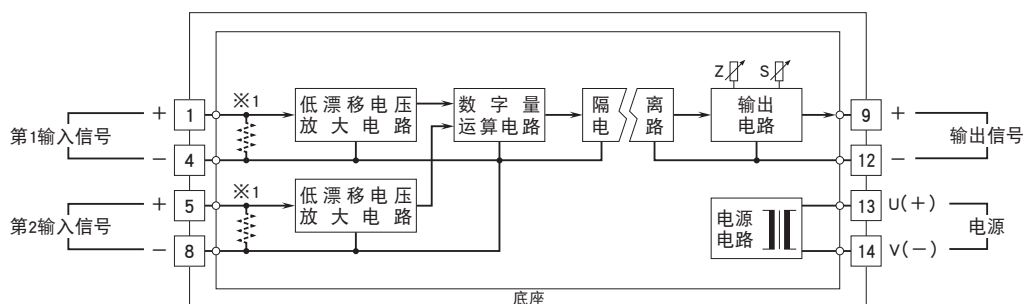 Z S
※1
低漂移电压
放大电路
数字量
运算电路
隔 离
电 路
输出
电路
第1输入信号
+ 1
− 4
9 +
12 −
输出信号
※1
低漂移电压
放大电路
第2输入信号
+ 5
− 8
电源
电路
13 U(+)
14 V(−)
电源
底座